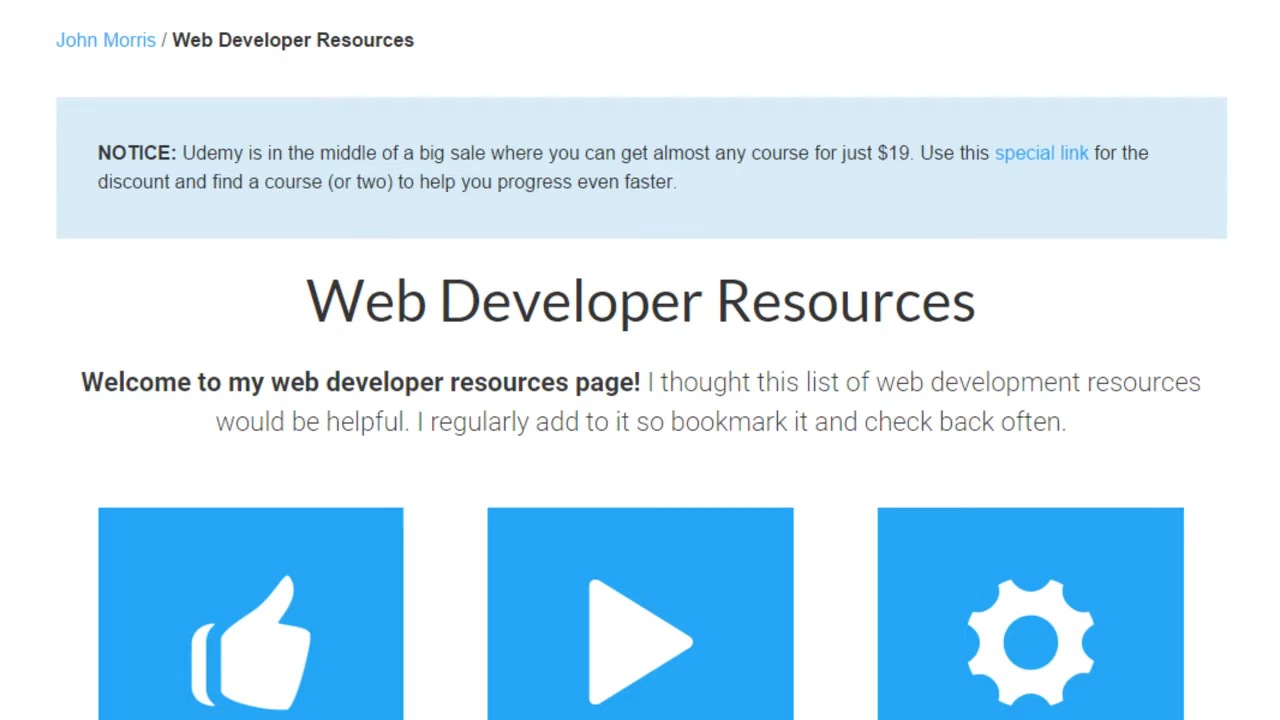 John Morris / Web Developer Resources
NOTICE: Udemy is in the middle of a big sale where you can get almost any course for just $19. Use this special link for the
discount and find a course (or two) to help you progress even faster.
Web Developer Resources
Welcome to my web developer resources page! I thought this list of web development resources
would be helpful. I regularly add to it so bookmark it and check back often.